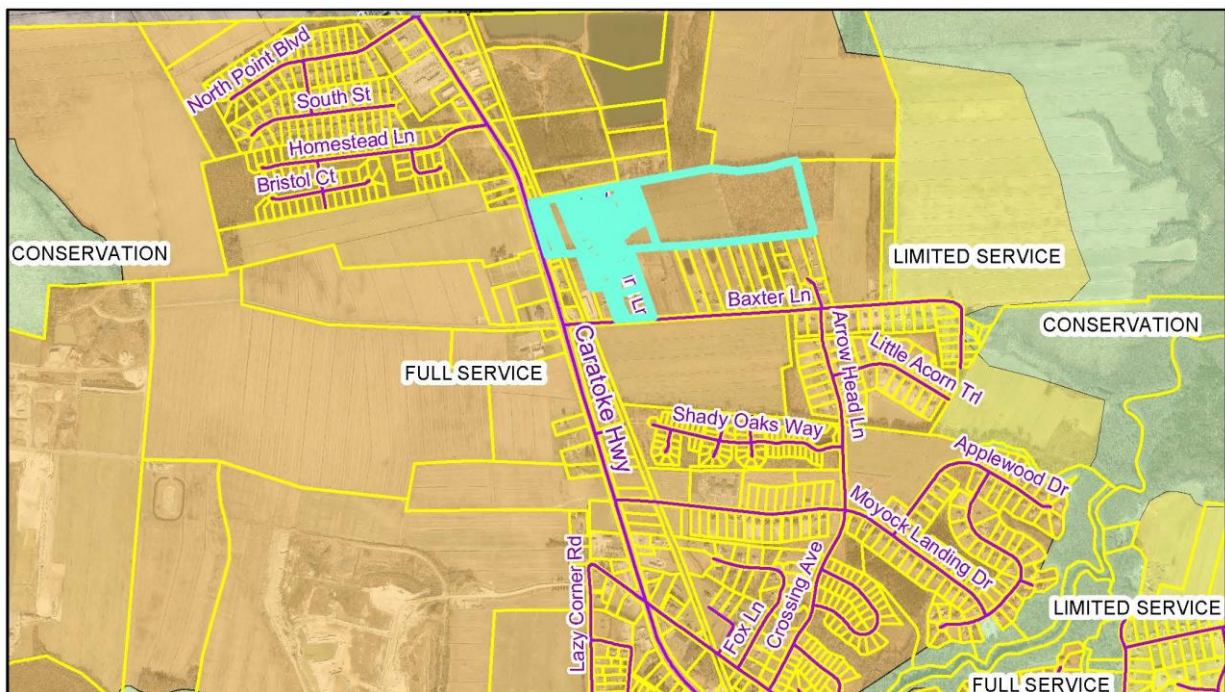 North Point Blvd
South St
Homestead Ln
Bristol Ct
CONSERVATION
LIMITED SERVICE
Baxter Ln
CONSERVATION
Arrow Head Ln
Little Acorn Trl
Caratoke Hwy
FULL SERVICE
Shady Oaks Way
Applewood Dr
Moyock Landing Dr
Lazy Corner Rd
Fox Ln
Crossing Ave
LIMITED SERVICE
FULL SERVICE